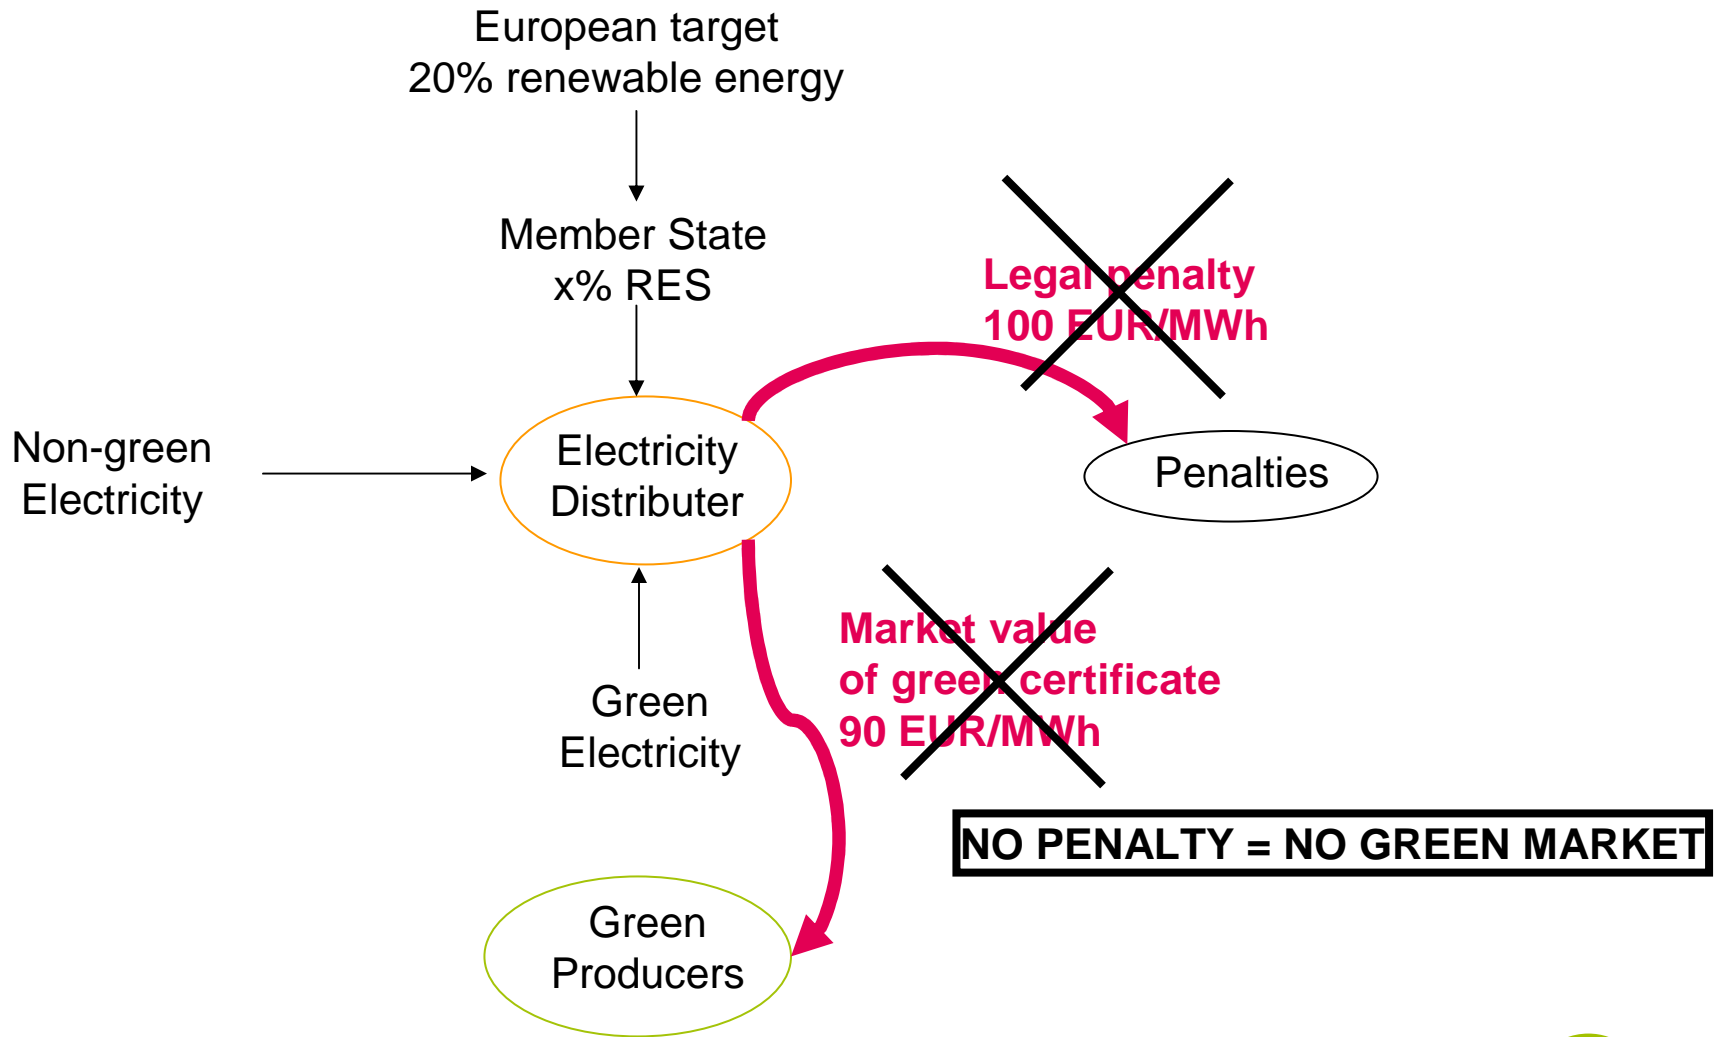 European target
20% renewable energy
Member State
x% RES
Legal penalty
100 EUR/MWh
Non-green
Electricity
Electricity
Distributer
Penalties
Market value
of green certificate
90 EUR/MWh
Green
Electricity
NO PENALTY = NO GREEN MARKET
Green
Producers